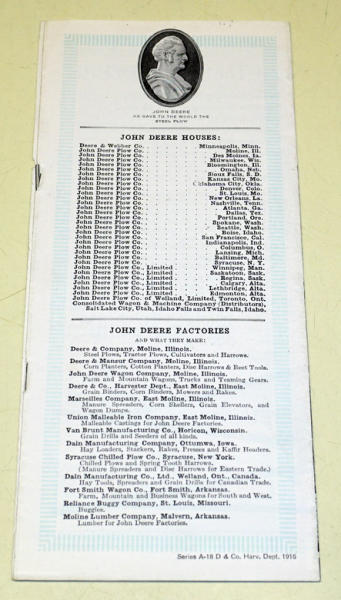 JOHN DEERE
HE GAVE TO THE WORLD THE
STEEL PLOW
JOHN DEERE HOUSES:
Deere & Webber Co. Minneapolis, Minn.
John Deere Plow Co. Moline, Ill.
John Deere Plow Co. Des Moines, Ia.
John Deere Plow Co. Milwaukee, Wis.
John Deere Plow Co. Bloomington, Ill.
John Deere Plow Co. Omaha, Neb.
John Deere Plow Co. Sioux Falls, S. D.
John Deere Plow Co. Kansas City, Mo.
John Deere Plow Co. Oklahoma City, Okla.
John Deere Plow Co. Denver, Colo.
John Deere Plow Co. St. Louis, Mo.
John Deere Plow Co. New Orleans, La.
John Deere Plow Co. Nashville, Tenn.
John Deere Plow Co. Atlanta, Ga.
John Deere Plow Co. Dallas, Tex.
John Deere Plow Co. Portland, Ore.
John Deere Plow Co. Spokane, Wash.
John Deere Plow Co. Seattle, Wash.
John Deere Plow Co. Boise, Idaho.
John Deere Plow Co. San Francisco, Cal.
John Deere Plow Co. Indianapolis, Ind.
John Deere Plow Co. Columbus, O.
John Deere Plow Co. Lansing, Mich.
John Deere Plow Co. Baltimore, Md.
John Deere Plow Co. Syracuse, N. Y.
John Deere Plow Co., Limited Winnipeg, Man.
John Deere Plow Co., Limited Saskatoon, Sask.
John Deere Plow Co., Limited Regina, Sask.
John Deere Plow Co., Limited Calgary, Alta.
John Deere Plow Co., Limited Lethbridge, Alta.
John Deere Plow Co., Limited Edmonton, Alta.
John Deere Plow Co. of Welland, Limited, Toronto, Ont.
Consolidated Wagon & Machine Company (Distributors),
Salt Lake City, Utah, Idaho Falls and Twin Falls, Idaho.
JOHN DEERE FACTORIES
AND WHAT THEY MAKE:
Deere & Company, Moline, Illinois.
Steel Plows, Tractor Plows, Cultivators and Harrows.
Deere & Mansur Company, Moline, Illinois.
Corn Planters, Cotton Planters, Disc Harrows & Beet Tools.
John Deere Wagon Company, Moline, Illinois.
Farm and Mountain Wagons, Trucks and Teaming Gears.
Deere & Co., Harvester Dept., East Moline, Illinois.
Grain Binders, Corn Binders, Mowers and Rakes.
Marseilles Company, East Moline, Illinois.
Manure Spreaders, Corn Shellers, Grain Elevators, and
Wagon Dumps.
Union Malleable Iron Company, East Moline, Illinois.
Malleable Castings for John Deere Factories.
Van Brunt Manufacturing Co., Horicon, Wisconsin.
Grain Drills and Seeders of all kinds.
Dain Manufacturing Company, Ottumwa, Iowa.
Hay Loaders, Stackers, Rakes, Presses and Kaffir Headers.
Syracuse Chilled Plow Co., Syracuse, New York.
Chilled Plows and Spring Tooth Harrows.
(Manure Spreaders and Disc Harrows for Eastern Trade.)
Dain Manufacturing Co., Ltd., Welland, Ont., Canada.
Hay Tools, Spreaders and Grain Drills for Canadian Trade.
Fort Smith Wagon Co., Fort Smith, Arkansas.
Farm, Mountain and Business Wagons for South and West.
Reliance Buggy Company, St. Louis, Missouri.
Buggies.
Moline Lumber Company, Malvern, Arkansas.
Lumber for John Deere Factories.
Series A-18 D & Co. Harv. Dept. 1915